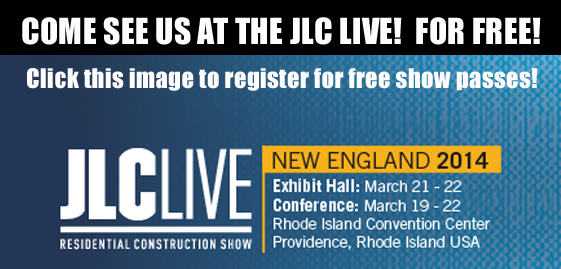 COME SEE US AT THE JLC LIVE!  FOR FREE!
Click this image to register for free show passes!
JLCLIVE
RESIDENTIAL CONSTRUCTION SHOW
NEW ENGLAND 2014
Exhibit Hall: March 21 - 22
Conference: March 19 - 22
Rhode Island Convention Center
Providence, Rhode Island USA